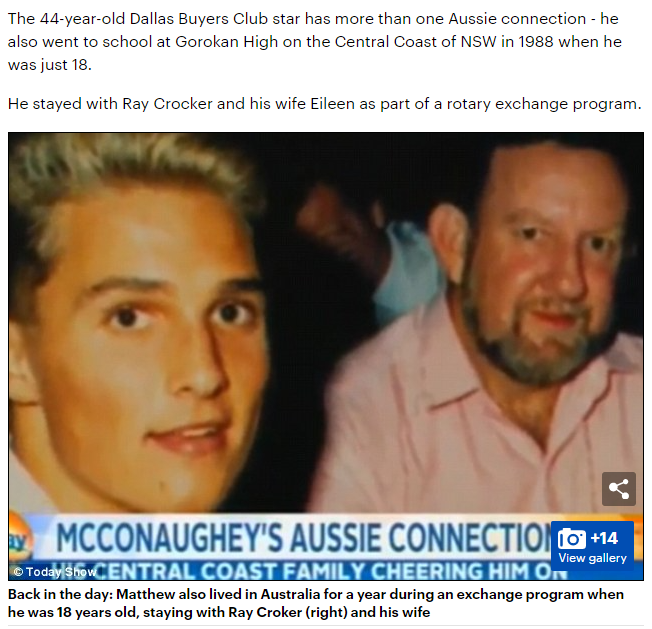 The 44-year-old Dallas Buyers Club star has more than one Aussie connection - he
also went to school at Gorokan High on the Central Coast of NSW in 1988 when he
was just 18.
He stayed with Ray Crocker and his wife Eileen as part of a rotary exchange program.
ay
MCCONAUGHEY'S AUSSIE CONNECTION
+14
View gallery
© Today Show
CENTRAL COAST FAMILY CHEERING HIM ON
Back in the day: Matthew also lived in Australia for a year during an exchange program when
he was 18 years old, staying with Ray Croker (right) and his wife